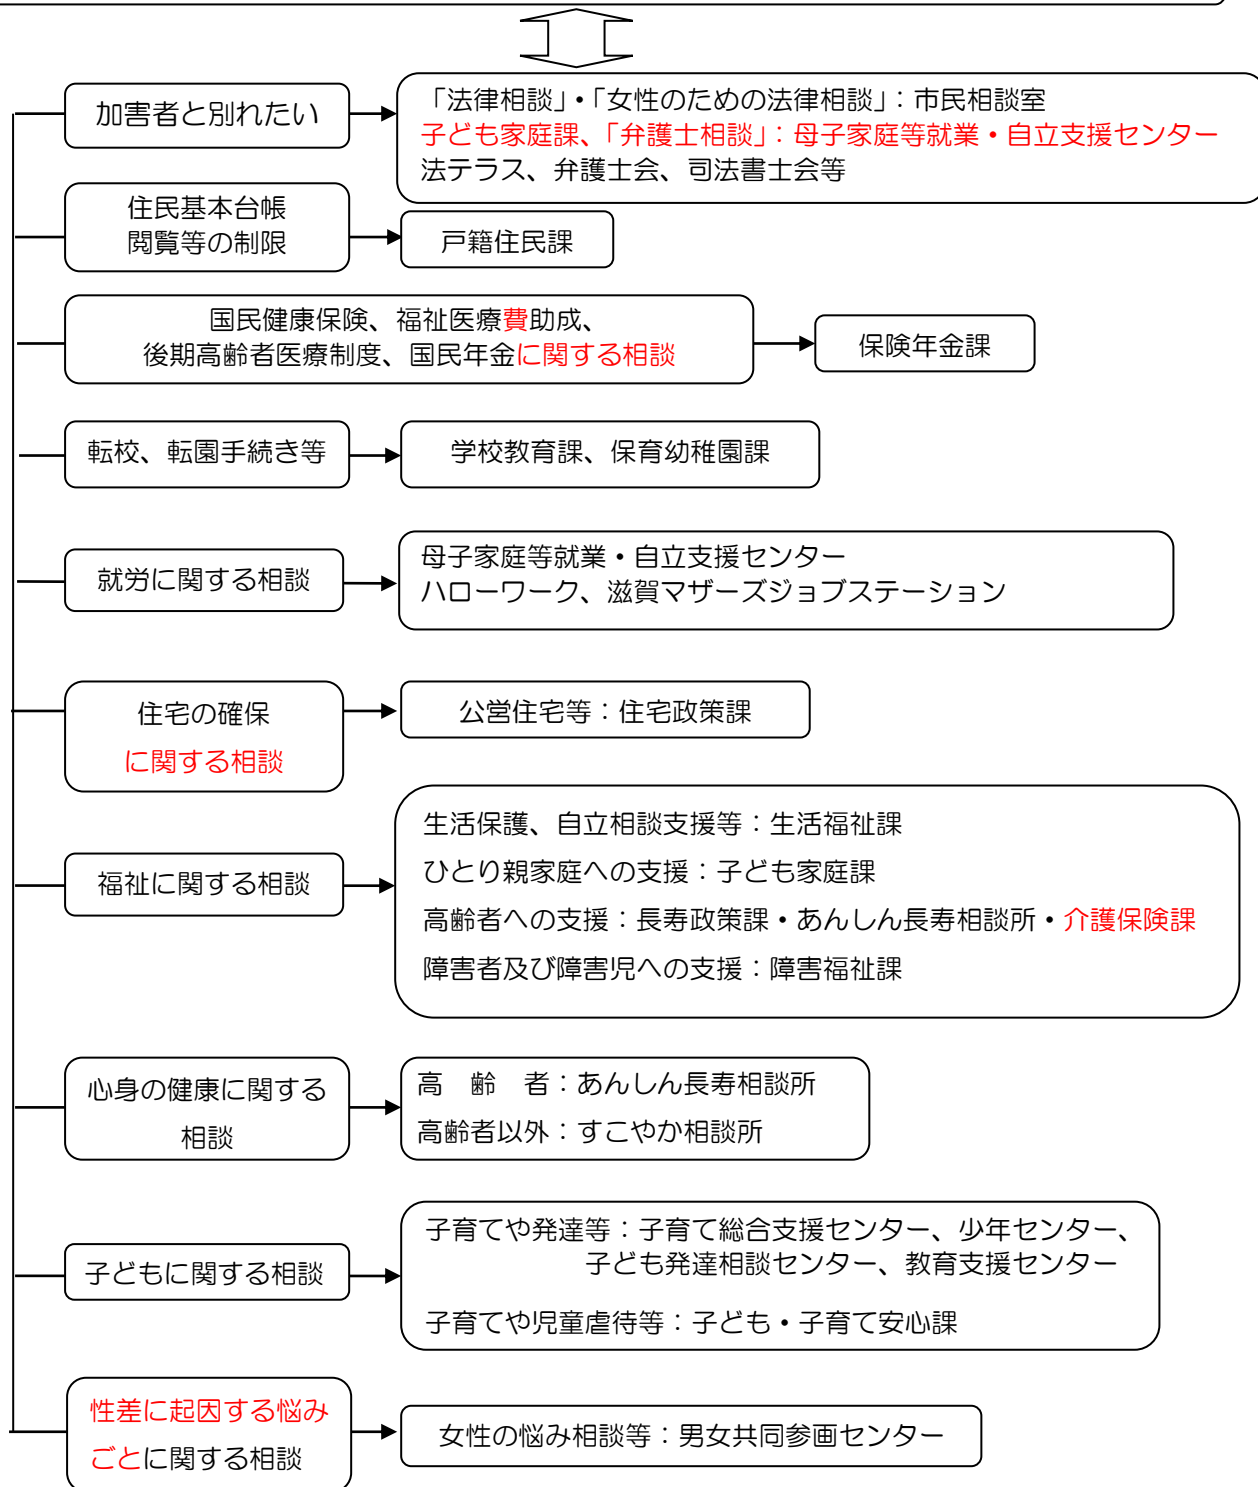 加害者と別れたい
「法律相談」・「女性のための法律相談」：市民相談室
子ども家庭課、「弁護士相談」：母子家庭等就業・自立支援センター
法テラス、弁護士会、司法書士会等
住民基本台帳
閲覧等の制限
戸籍住民課
国民健康保険、福祉医療費助成、
後期高齢者医療制度、国民年金に関する相談
保険年金課
転校、転園手続き等
学校教育課、保育幼稚園課
就労に関する相談
母子家庭等就業・自立支援センター
ハローワーク、滋賀マザーズジョブステーション
住宅の確保
に関する相談
公営住宅等：住宅政策課
福祉に関する相談
生活保護、自立相談支援等：生活福祉課
ひとり親家庭への支援：子ども家庭課
高齢者への支援：長寿政策課・あんしん長寿相談所・介護保険課
障害者及び障害児への支援：障害福祉課
心身の健康に関する
相談
高　齢　者：あんしん長寿相談所
高齢者以外：すこやか相談所
子どもに関する相談
子育てや発達等：子育て総合支援センター、少年センター、
子ども発達相談センター、教育支援センター
子育てや児童虐待等：子ども・子育て安心課
性差に起因する悩み
ごとに関する相談
女性の悩み相談等：男女共同参画センター